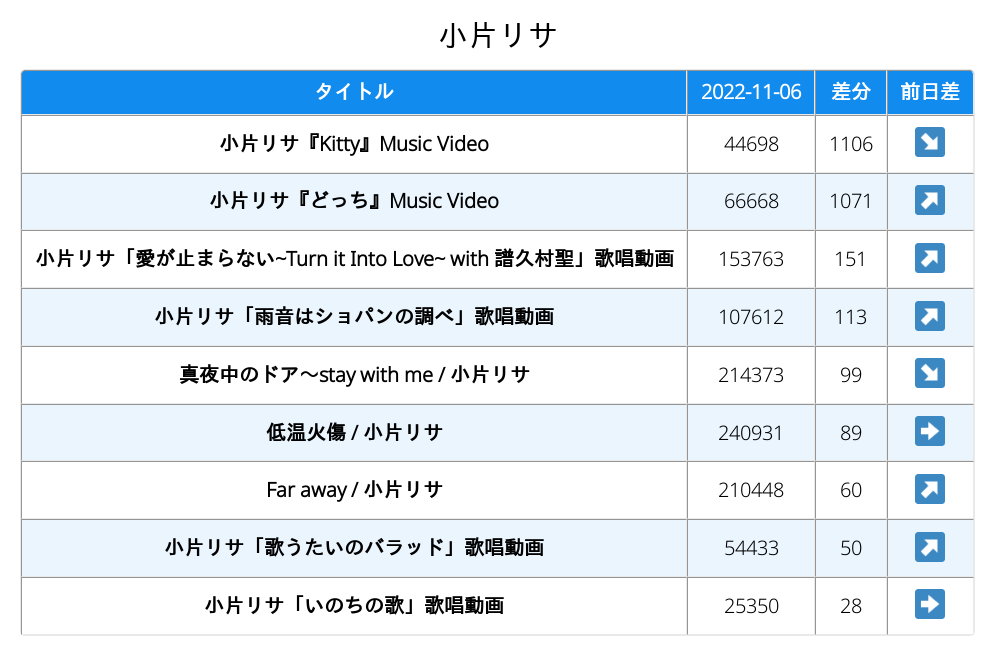 小片リサ
タイトル 2022-11-06 差分 前日差
小片リサ『Kitty』Music Video 44698 1106
小片リサ『どっち』Music Video 66668 1071
小片リサ「愛が止まらない~Turn it Into Love~ with 譜久村聖」歌唱動画 153763 151
小片リサ「雨音はショパンの調べ」歌唱動画 107612 113
真夜中のドア〜stay with me / 小片リサ 214373 99
低温火傷 / 小片リサ 240931 89
Far away / 小片リサ 210448 60
小片リサ「歌うたいのバラッド」歌唱動画 54433 50
小片リサ「いのちの歌」歌唱動画 25350 28